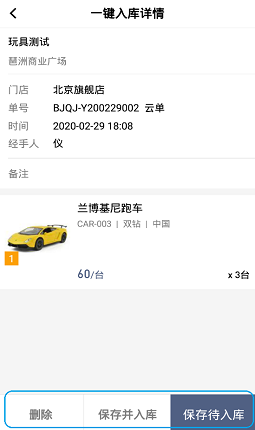 一键入库详情
玩具测试
琶洲商业广场
门店 北京旗舰店
单号 BJQJ-Y200229002 云单
时间 2020-02-29 18:08
经手人 仪
备注
兰博基尼跑车
CAR-003 | 双钻 | 中国
1
60/台 x 3台
删除 保存并入库 保存待入库